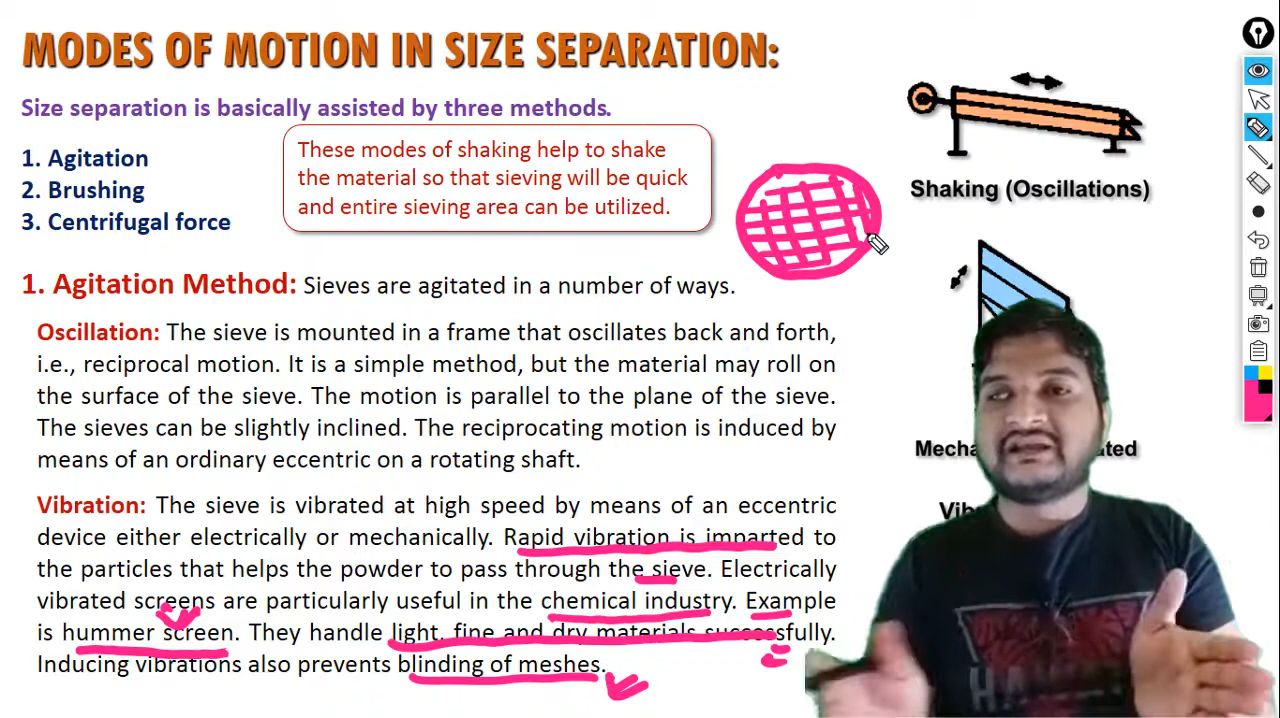 MODES OF MOTION IN SIZE SEPARATION:
Size separation is basically assisted by three methods.
1. Agitation
2. Brushing
3. Centrifugal force
These modes of shaking help to shake
the material so that sieving will be quick
and entire sieving area can be utilized.
Shaking (Oscillations)
1. Agitation Method: Sieves are agitated in a number of ways.
Oscillation: The sieve is mounted in a frame that oscillates back and forth,
i.e., reciprocal motion. It is a simple method, but the material may roll on
the surface of the sieve. The motion is parallel to the plane of the sieve.
The sieves can be slightly inclined. The reciprocating motion is induced by
means of an ordinary eccentric on a rotating shaft.
Vibration: The sieve is vibrated at high speed by means of an eccentric
device either electrically or mechanically. Rapid vibration is imparted to
the particles that helps the powder to pass through the sieve. Electrically
vibrated screens are particularly useful in the chemical industry. Example
is hummer screen. They handle light, fine and dry materials successfully.
Inducing vibrations also prevents blinding of meshes.